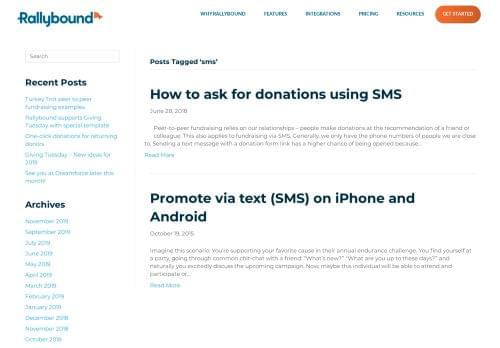 Rallybound
WHY RALLYBOUND
FEATURES
INTEGRATIONS
PRICING
RESOURCES
GET STARTED
Search
Recent Posts
Turkey Trot peer to peer
fundraising examples
Rallybound supports Giving
Tuesday with special template
One-click donations for returning
donors
Giving Tuesday – New ideas for
2019
See you at Dreamforce later this
month!
Archives
November 2019
September 2019
July 2019
June 2019
May 2019
April 2019
March 2019
February 2019
January 2019
December 2018
November 2018
October 2018
Posts Tagged 'sms'
How to ask for donations using SMS
June 28, 2018
Peer-to-peer fundraising relies on our relationships – people make donations at the recommendation of a friend or
colleague. This also applies to fundraising via SMS. Generally, we only have the phone numbers of people we are close
to. Sending a text message with a donation form link has a higher chance of being opened because...
Read More
Promote via text (SMS) on iPhone and
Android
October 19, 2015
Imagine this scenario: You're supporting your favorite cause in their annual endurance challenge. You find yourself at
a party, going through common chit-chat with a friend: "What's new?" "What are you up to these days?" and
naturally you excitedly discuss the upcoming campaign. Now, maybe this individual will be able to attend and
participate or...
Read More